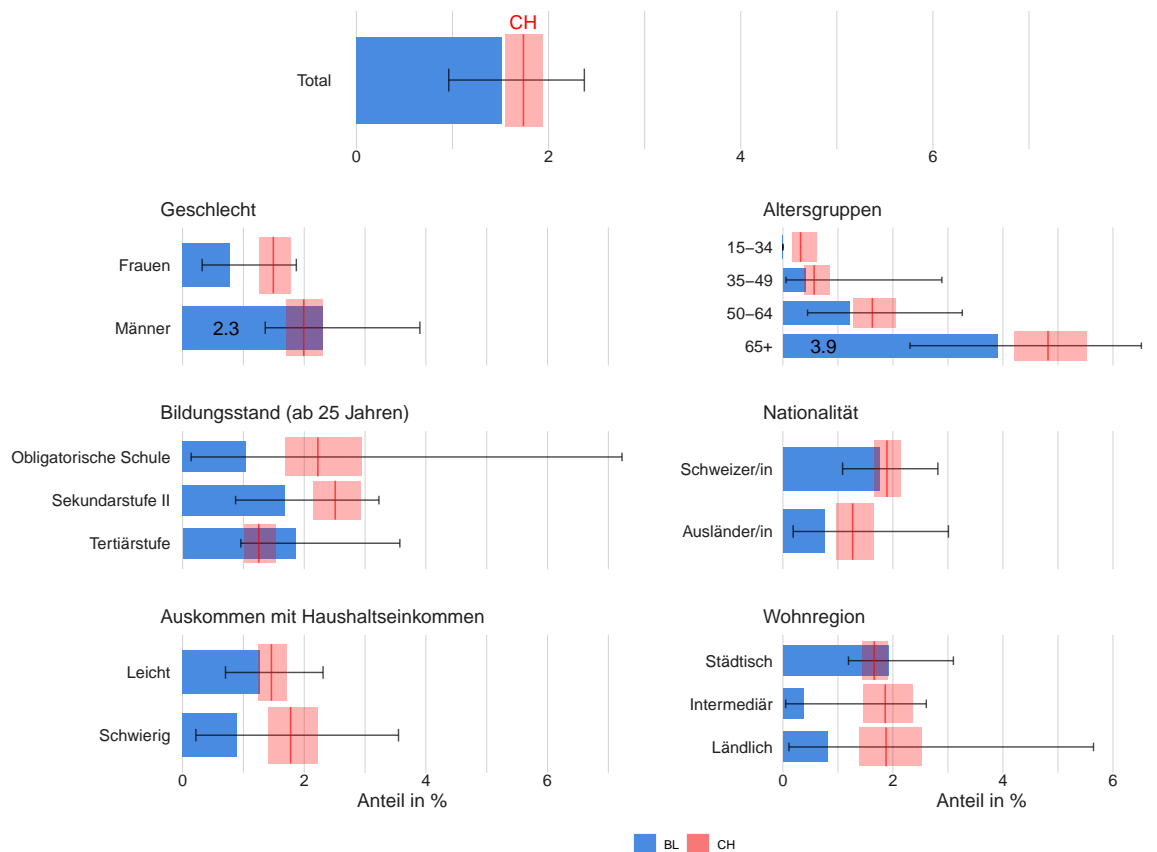 CH
Total
0 2 4 6
Geschlecht
Frauen
Männer
2.3
Altersgruppen
15–34
35–49
50–64
65+
3.9
Bildungsstand (ab 25 Jahren)
Obligatorische Schule
Sekundarstufe II
Tertiärstufe
Nationalität
Schweizer/in
Ausländer/in
Auskommen mit Haushaltseinkommen
Leicht
Schwierig
0 2 4 6
Anteil in %
Wohnregion
Städtisch
Intermediär
Ländlich
0 2 4 6
Anteil in %
BL CH